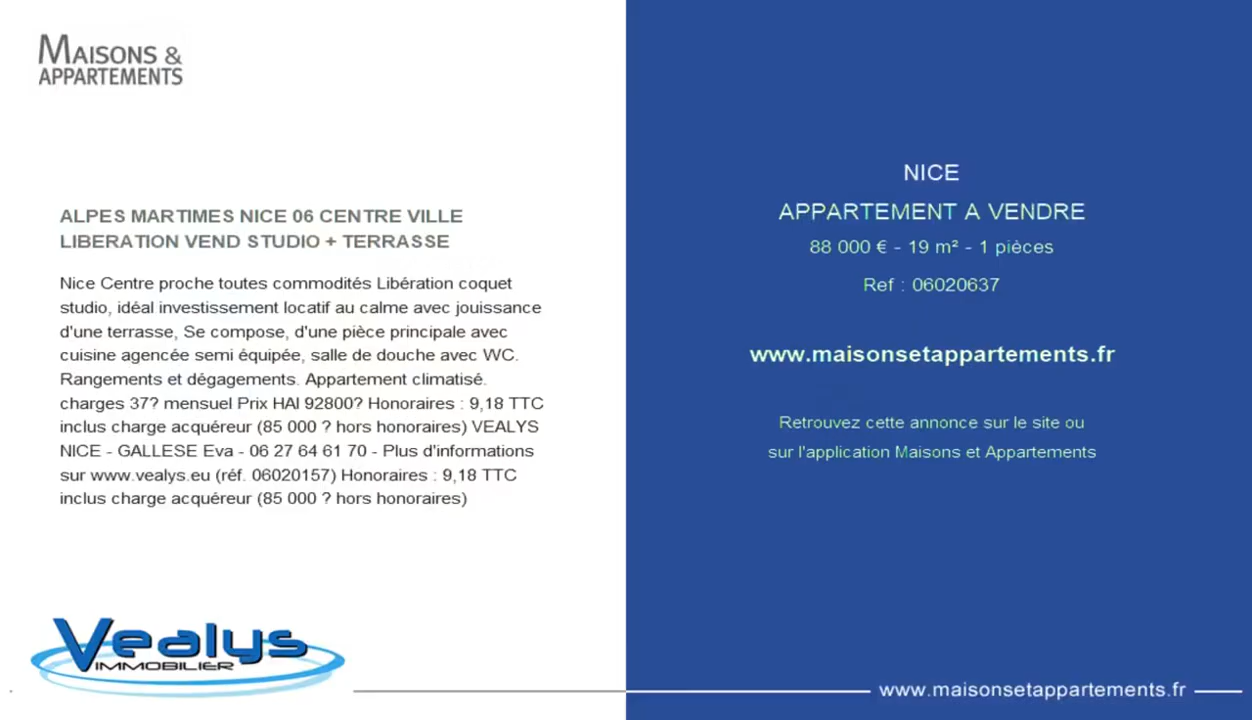 MAISONS &
APPARTEMENTS
ALPES MARTIMES NICE 06 CENTRE VILLE
LIBERATION VEND STUDIO + TERRASSE
Nice Centre proche toutes commodités Libération coquet
studio, idéal investissement locatif au calme avec jouissance
d'une terrasse, Se compose, d'une pièce principale avec
cuisine agencée semi équipée, salle de douche avec WC.
Rangements et dégagements. Appartement climatisé.
charges 37? mensuel Prix HAI 92800? Honoraires : 9,18 TTC
inclus charge acquéreur (85 000 ? hors honoraires) VEALYS
NICE - GALLESE Eva - 06 27 64 61 70 - Plus d'informations
sur www.vealys.eu (réf. 06020157) Honoraires : 9,18 TTC
inclus charge acquéreur (85 000 ? hors honoraires)
Vealys
IMMOBILIER
NICE
APPARTEMENT A VENDRE
88 000 € - 19 m² - 1 pièces
Ref : 06020637
www.maisonsetappartements.fr
Retrouvez cette annonce sur le site ou
sur l'application Maisons et Appartements
www.maisonsetappartements.fr